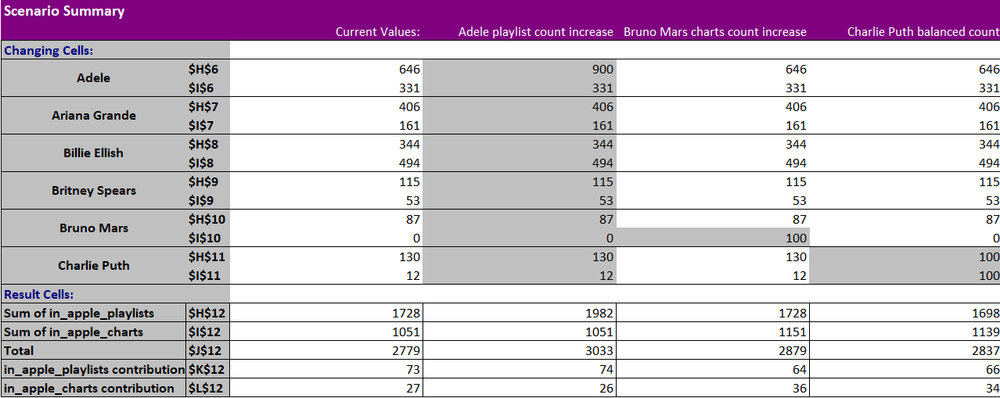 Scenario Summary
Current Values: Adele playlist count increase Bruno Mars charts count increase Charlie Puth balanced count
Changing Cells:
Adele $H$6 646 900 646 646
$I$6 331 331 331 331
Ariana Grande $H$7 406 406 406 406
$I$7 161 161 161 161
Billie Ellish $H$8 344 344 344 344
$I$8 494 494 494 494
Britney Spears $H$9 115 115 115 115
$I$9 53 53 53 53
Bruno Mars $H$10 87 87 87 87
$I$10 0 0 100 0
Charlie Puth $H$11 130 130 130 100
$I$11 12 12 12 100
Result Cells:
Sum of in_apple_playlists $H$12 1728 1982 1728 1698
Sum of in_apple_charts $I$12 1051 1051 1151 1139
Total $J$12 2779 3033 2879 2837
in_apple_playlists contribution $K$12 73 74 64 66
in_apple_charts contribution $L$12 27 26 36 34